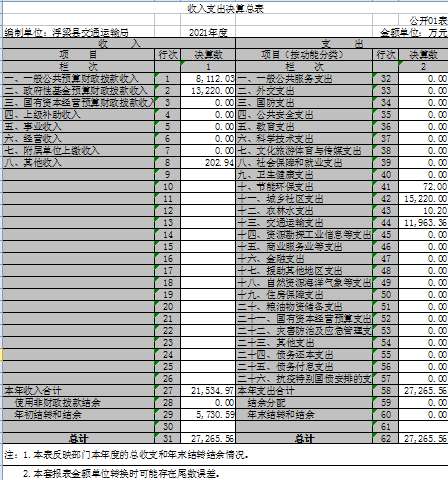 收入支出决算总表
公开01表
编制单位：浮梁县交通运输局 2021年度 金额单位：万元
收 入 支 出
项 目 行次 决算数 项目（按功能分类） 行次 决算数
栏 次 1 栏 次 2
一、一般公共预算财政拨款收入 1 8,112.03 一、一般公共服务支出 32 0.00
二、政府性基金预算财政拨款收入 2 13,220.00 二、外交支出 33 0.00
三、国有资本经营预算财政拨款收入 3 0.00 三、国防支出 34 0.00
四、上级补助收入 4 0.00 四、公共安全支出 35 0.00
五、事业收入 5 0.00 五、教育支出 36 0.00
六、经营收入 6 0.00 六、科学技术支出 37 0.00
七、附属单位上缴收入 7 0.00 七、文化旅游体育与传媒支出 38 0.00
八、其他收入 8 202.94 八、社会保障和就业支出 39 0.00
9 九、卫生健康支出 40 0.00
10 十、节能环保支出 41 72.00
11 十一、城乡社区支出 42 15,220.00
12 十二、农林水支出 43 10.20
13 十三、交通运输支出 44 11,963.36
14 十四、资源勘探工业信息等支出 45 0.00
15 十五、商业服务业等支出 46 0.00
16 十六、金融支出 47 0.00
17 十七、援助其他地区支出 48 0.00
18 十八、自然资源海洋气象等支出 49 0.00
19 十九、住房保障支出 50 0.00
20 二十、粮油物资储备支出 51 0.00
21 二十一、国有资本经营预算支出 52 0.00
22 二十二、灾害防治及应急管理支 53 0.00
23 二十三、其他支出 54 0.00
24 二十四、债务还本支出 55 0.00
25 二十五、债务付息支出 56 0.00
26 二十六、抗疫特别国债安排的支 57 0.00
本年收入合计 27 21,534.97 本年支出合计 58 27,265.56
使用非财政拨款结余 28 0.00 结余分配 59 0.00
年初结转和结余 29 5,730.59 年末结转和结余 60 0.00
30 61
总计 31 27,265.56 总计 62 27,265.56
注：1.本表反映部门本年度的总收支和年末结转结余情况。
2.本套报表金额单位转换时可能存在尾数误差。